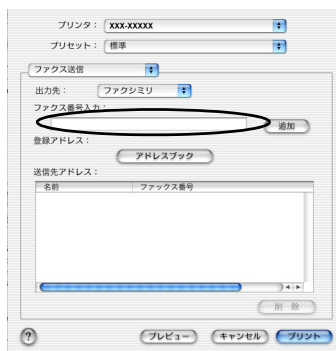 プリンタ： XXX-XXXXX
プリセット： 標準
ファクス送信
出力先： ファクシミリ
ファクス番号入力：
追加
登録アドレス：
アドレスブック
送信先アドレス：
名前 ファックス番号
削 除
? プレビュー キャンセル プリント